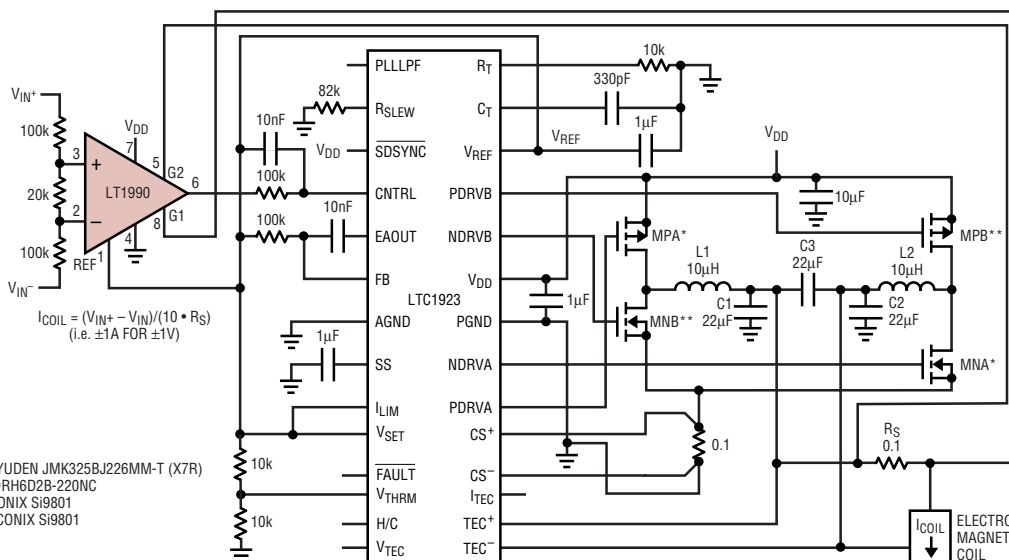 VIN+
100k
3
20k
2
100k
VIN−
+
−
LT1990
VDD
7
5
G2
6
G1
8
4
REF
1
ICOIL = (VIN+ – VIN)/(10 • RS)
(i.e. ±1A FOR ±1V)
YUDEN JMK325BJ226MM-T (X7R)
DRH6D2B-220NC
ONIX Si9801
CONIX Si9801
82k
10nF
VDD
100k
100k
10nF
1µF
10k
10k
PLLLPF
RSLEW
SDSYNC
CNTRL
EAOUT
FB
AGND
SS
ILIM
VSET
FAULT
VTHRM
H/C
VTEC
LTC1923
RT
CT
VREF
PDRVB
NDRVB
VDD
PGND
NDRVA
PDRVA
CS+
CS−
ITEC
TEC+
TEC−
10k
330pF
1µF
VREF
VDD
10µF
MPA*
MPB**
L1
10µH
C3
22µF
L2
10µH
1µF
MNB**
C1
22µF
C2
22µF
MNA*
0.1
RS
0.1
ICOIL
ELECTRO
MAGNET
COIL